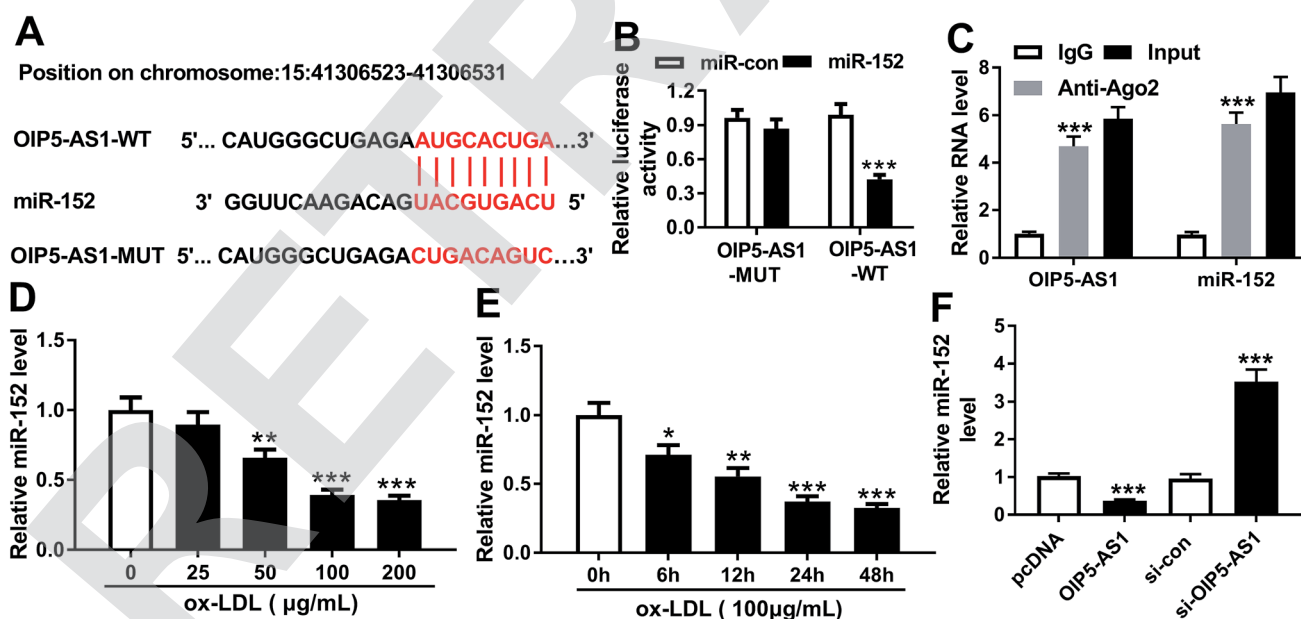 A
Position on chromosome:15:41306523-41306531
OIP5-AS1-WT 5'... CAUGGGCUGAGAAUGCACUGA...3'
miR-152 3' GGUUCAAGACAGUACGUGACU 5'
OIP5-AS1-MUT 5'... CAUGGGCUGAGACUGACAGUC...3'
B
miR-con miR-152
Relative luciferase
activity
1.2
0.9
0.6
0.3
0.0
***
OIP5-AS1
-MUT
OIP5-AS1
-WT
C
IgG Input
Anti-Ago2
Relative RNA level
8
6
4
2
0
*** ***
OIP5-AS1 miR-152
D
Relative miR-152 level
1.5
1.0
0.5
0.0
** *** ***
0 25 50 100 200
ox-LDL ( µg/mL)
E
Relative miR-152 level
1.5
1.0
0.5
0.0
* ** *** ***
0h 6h 12h 24h 48h
ox-LDL ( 100µg/mL)
F
Relative miR-152
level
5
4
3
2
1
0
*** ***
pcDNA OIP5-AS1 si-con si-OIP5-AS1
RETRA